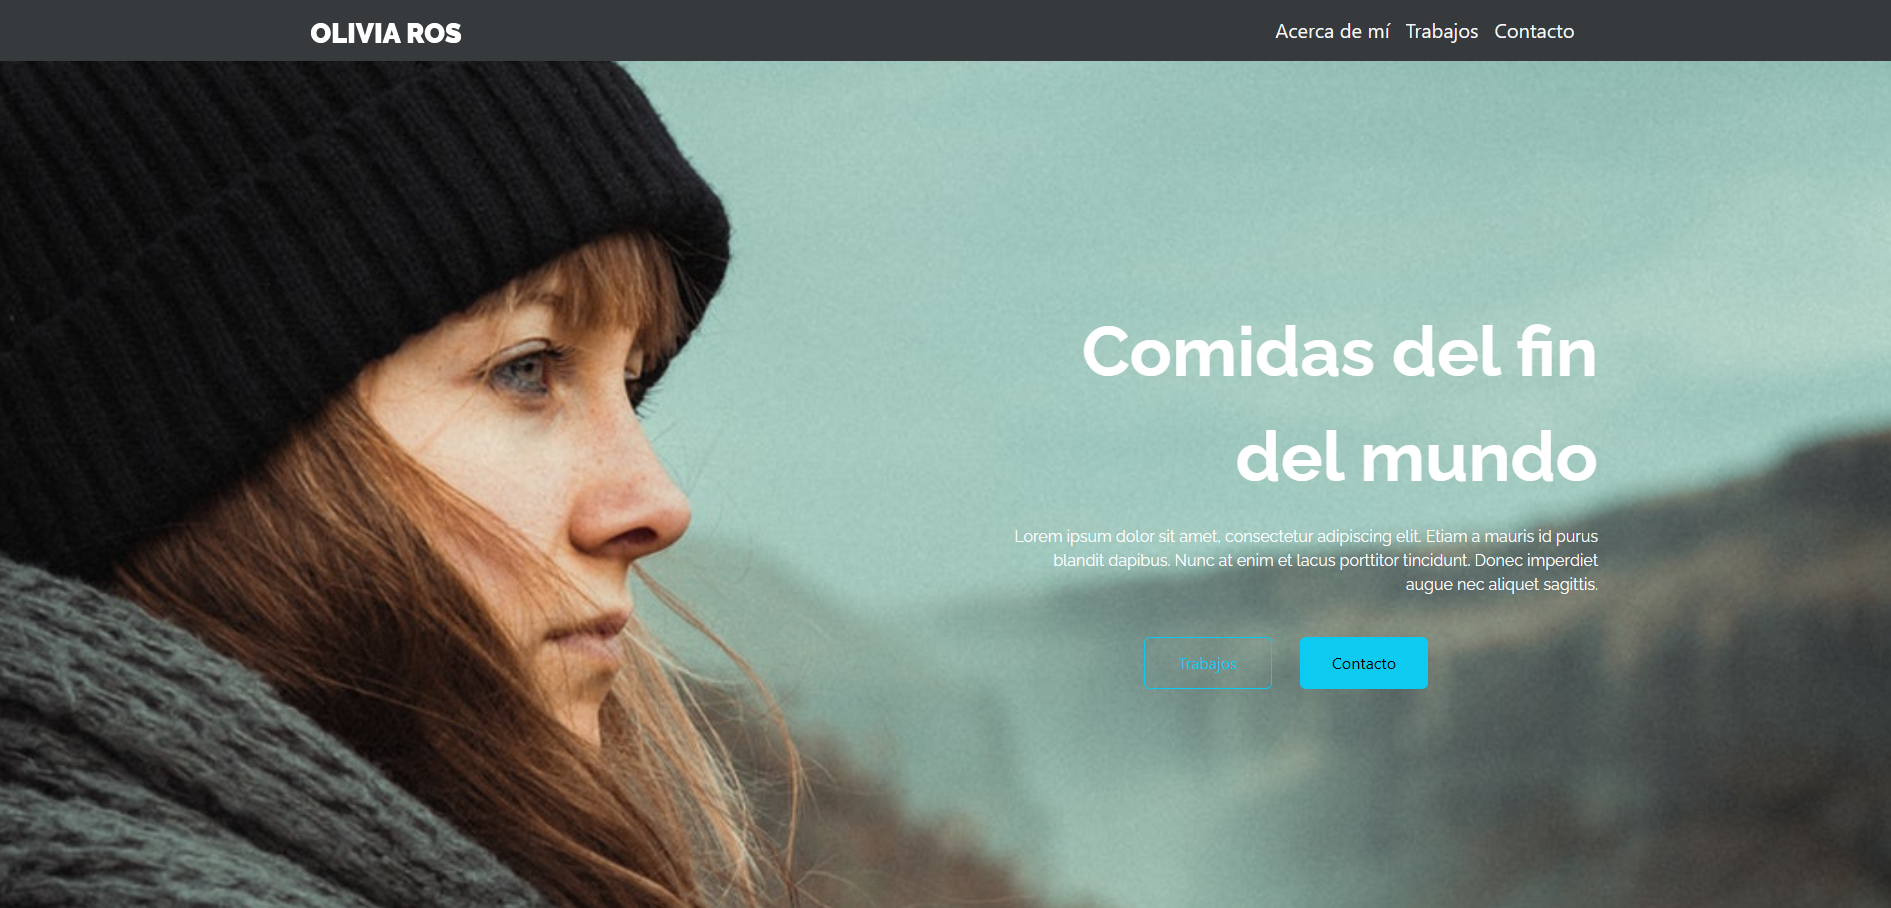 OLIVIA ROS
Acerca de mí Trabajos Contacto
Comidas del fin
del mundo
Lorem ipsum dolor sit amet, consectetur adipiscing elit. Etiam a mauris id purus
blandit dapibus. Nunc at enim et lacus porttitor tincidunt. Donec imperdiet
augue nec aliquet sagittis.
Trabajos Contacto